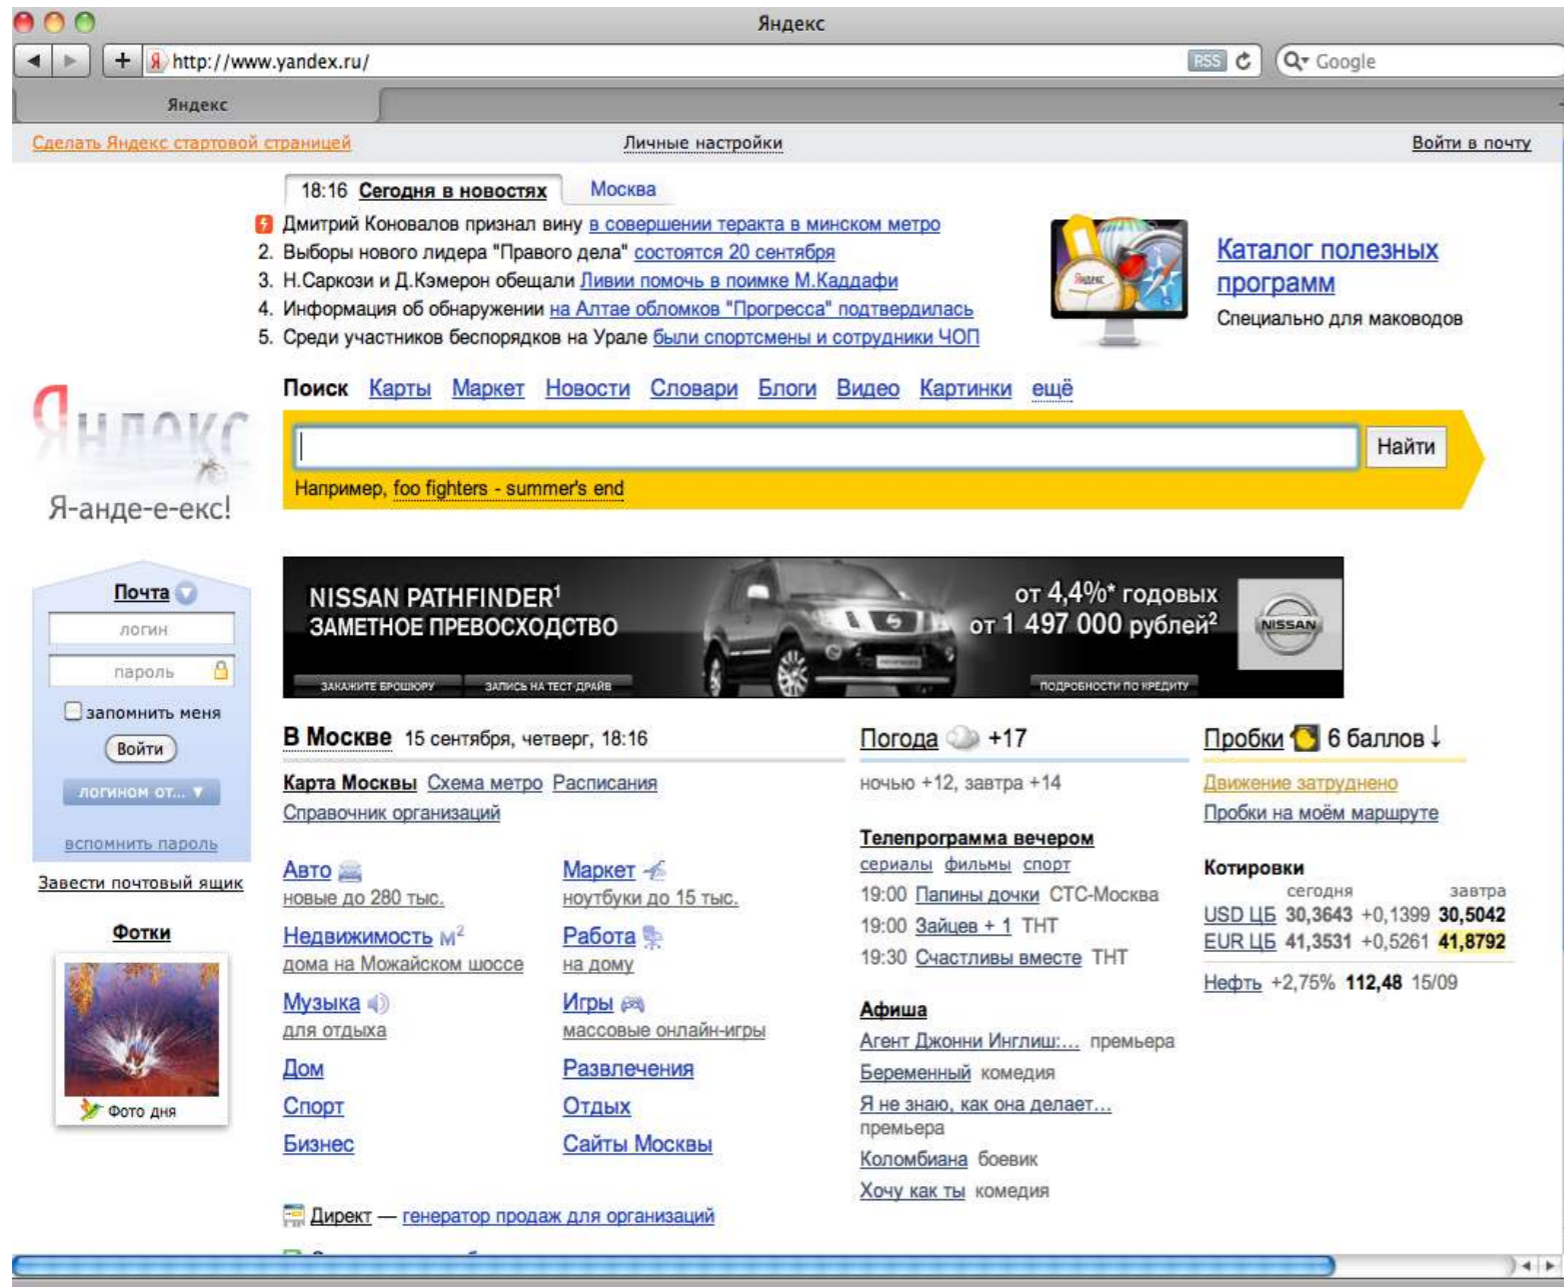 Яндекс
http://www.yandex.ru/
RSS
Google
Яндекс
Сделать Яндекс стартовой страницей
Личные настройки
Войти в почту
18:16 Сегодня в новостях Москва
Дмитрий Коновалов признал вину в совершении теракта в минском метро
2. Выборы нового лидера "Правого дела" состоятся 20 сентября
3. Н.Саркози и Д.Кэмерон обещали Ливии помочь в поимке М.Каддафи
4. Информация об обнаружении на Алтае обломков "Прогресса" подтвердилась
5. Среди участников беспорядков на Урале были спортсмены и сотрудники ЧОП
Яндекс
Каталог полезных
программ
Специально для маководов
Яндекс
Я-анде-е-екс!
Поиск Карты Маркет Новости Словари Блоги Видео Картинки ещё
Найти
Например, foo fighters - summer's end
Почта
логин
пароль
запомнить меня
Войти
логином от... ▼
вспомнить пароль
Завести почтовый ящик
Фотки
Фото дня
NISSAN PATHFINDER¹
ЗАМЕТНОЕ ПРЕВОСХОДСТВО
от 4,4%* годовых
от 1 497 000 рублей²
NISSAN
ЗАКАЖИТЕ БРОШЮРУ
ЗАПИСЬ НА ТЕСТ-ДРАЙВ
ПОДРОБНОСТИ ПО КРЕДИТУ
В Москве 15 сентября, четверг, 18:16
Карта Москвы Схема метро Расписания
Справочник организаций
Авто
новые до 280 тыс.
Маркет
ноутбуки до 15 тыс.
Недвижимость м²
дома на Можайском шоссе
Работа
на дому
Музыка
для отдыха
Игры
массовые онлайн-игры
Дом
Развлечения
Спорт
Отдых
Бизнес
Сайты Москвы
Директ — генератор продаж для организаций
Погода +17
ночью +12, завтра +14
Телепрограмма вечером
сериалы фильмы спорт
19:00 Папины дочки СТС-Москва
19:00 Зайцев + 1 ТНТ
19:30 Счастливы вместе ТНТ
Афиша
Агент Джонни Инглиш:... премьера
Беременный комедия
Я не знаю, как она делает...
премьера
Коломбиана боевик
Хочу как ты комедия
Пробки 6 баллов ↓
Движение затруднено
Пробки на моём маршруте
Котировки
сегодня завтра
USD ЦБ 30,3643 +0,1399 30,5042
EUR ЦБ 41,3531 +0,5261 41,8792
Нефть +2,75% 112,48 15/09